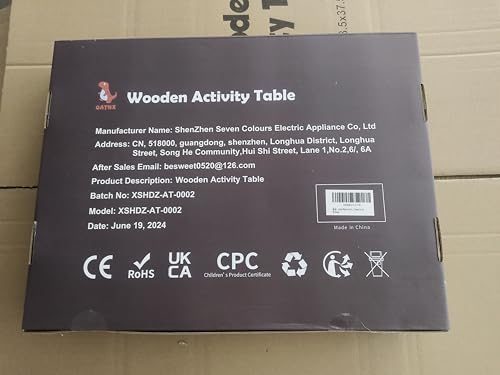 5.5x37.5
GATHZ
Wooden Activity Table
Manufacturer Name: ShenZhen Seven Colours Electric Appliance Co, Ltd
Address: CN, 518000, guangdong, shenzhen, Longhua District, Longhua
Street, Song He Community,Hui Shi Street, Lane 1,No.2,6/, 6A
After Sales Email: besweet0520@126.com
Product Description: Wooden Activity Table
Batch No: XSHDZ-AT-0002
Model: XSHDZ-AT-0002
Date: June 19, 2024
Made In China
CE
RoHS
UK
CA
CPC
Children's Product Certificate